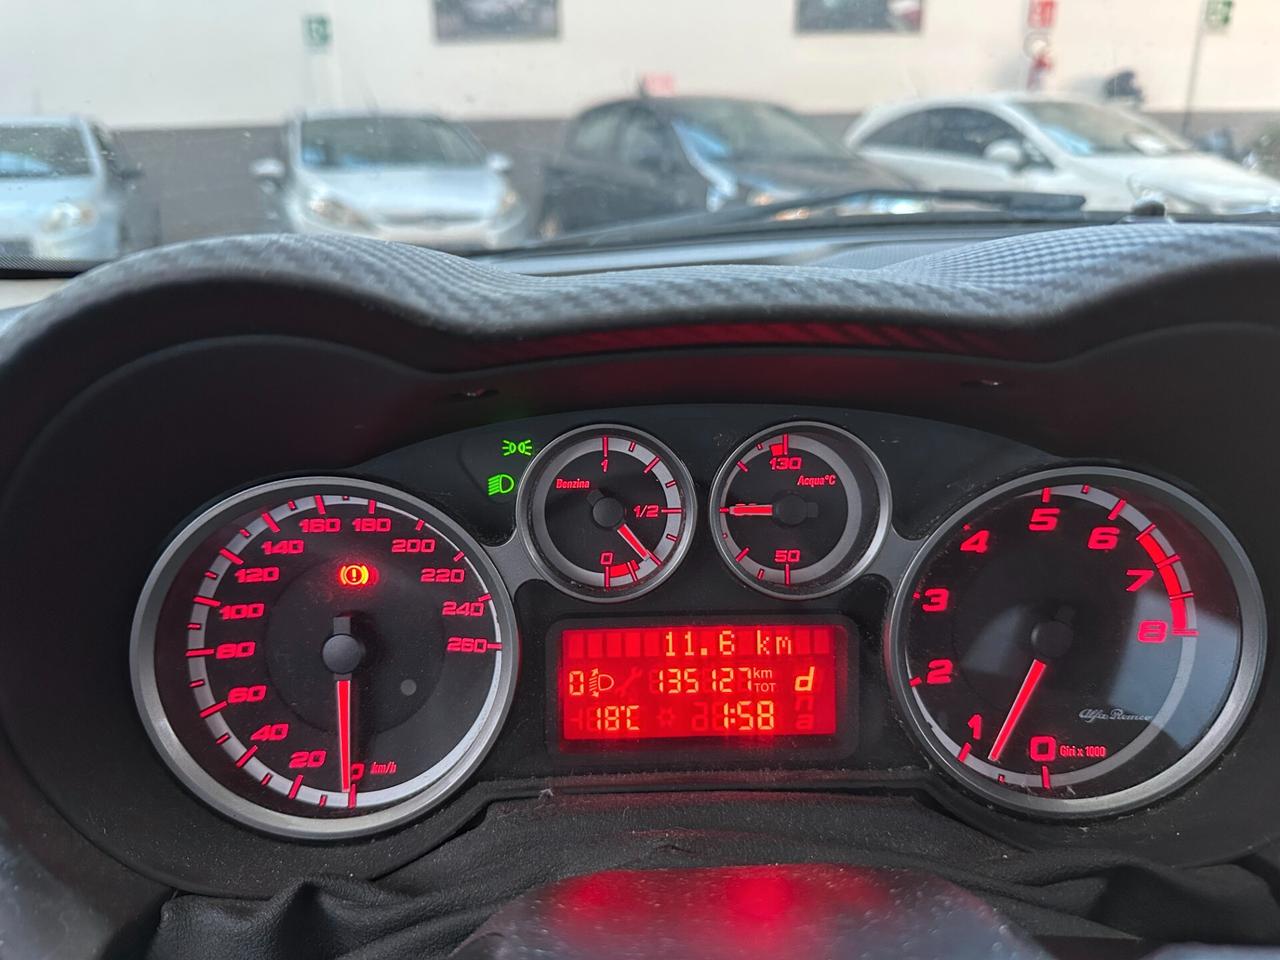 160 180
140 200
120 220
100 240
80 260
60
40
20
0 km/h
1
Benzina
1/2
0
130
Acqua°C
50
5
4 6
3 7
2 8
1 0 Giri x 1000
Alfa Romeo
11.6 km
0 135127 km TOT d
18°C 1:58
n
a